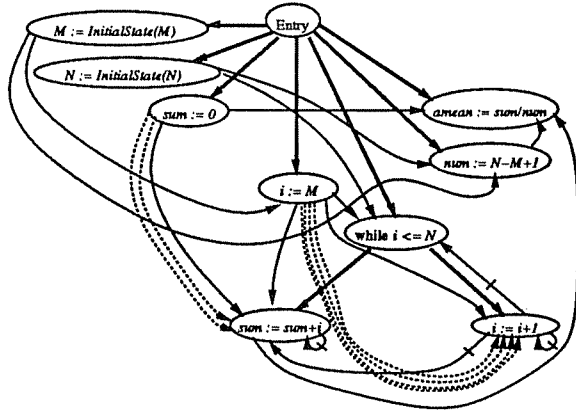 Entry
M := InitialState(M)
N := InitialState(N)
sum := 0
amean := sum/num
num := N−M+1
i := M
while i <= N
sum := sum+i
i := i+1